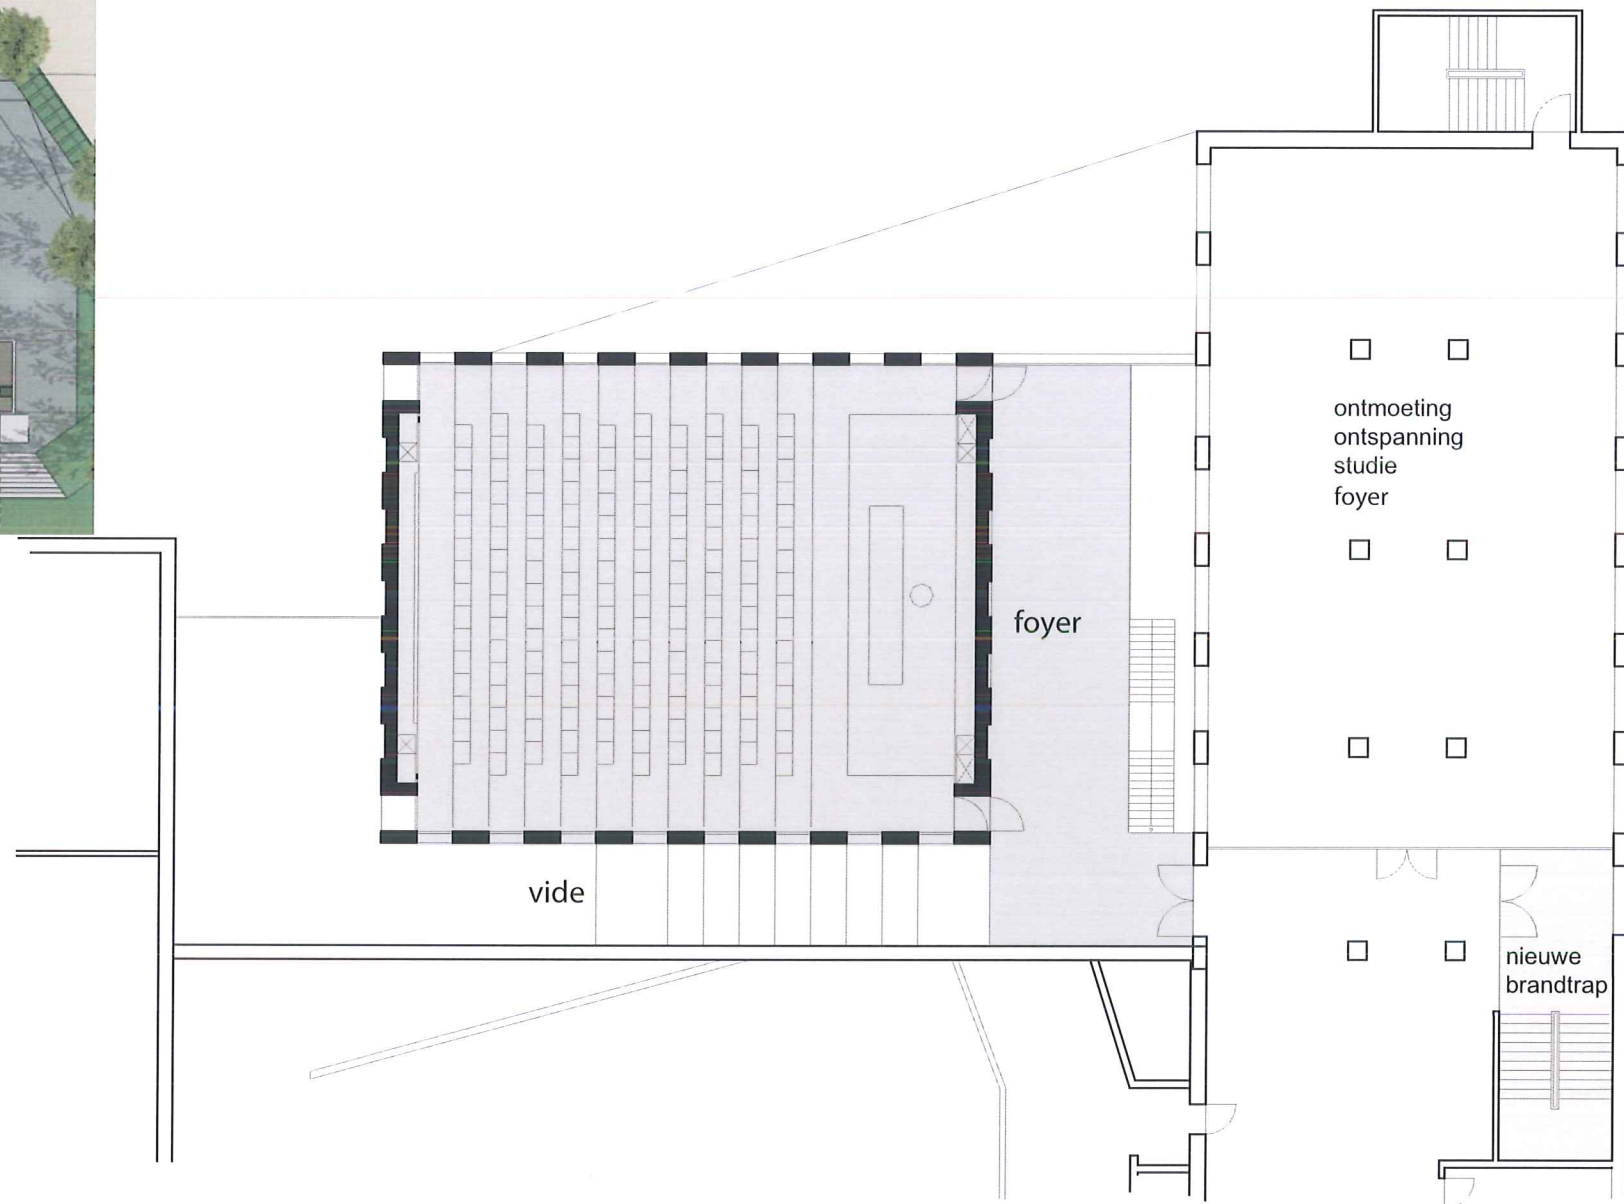 ontmoeting
ontspanning
studie
foyer
foyer
vide
nieuwe
brandtrap